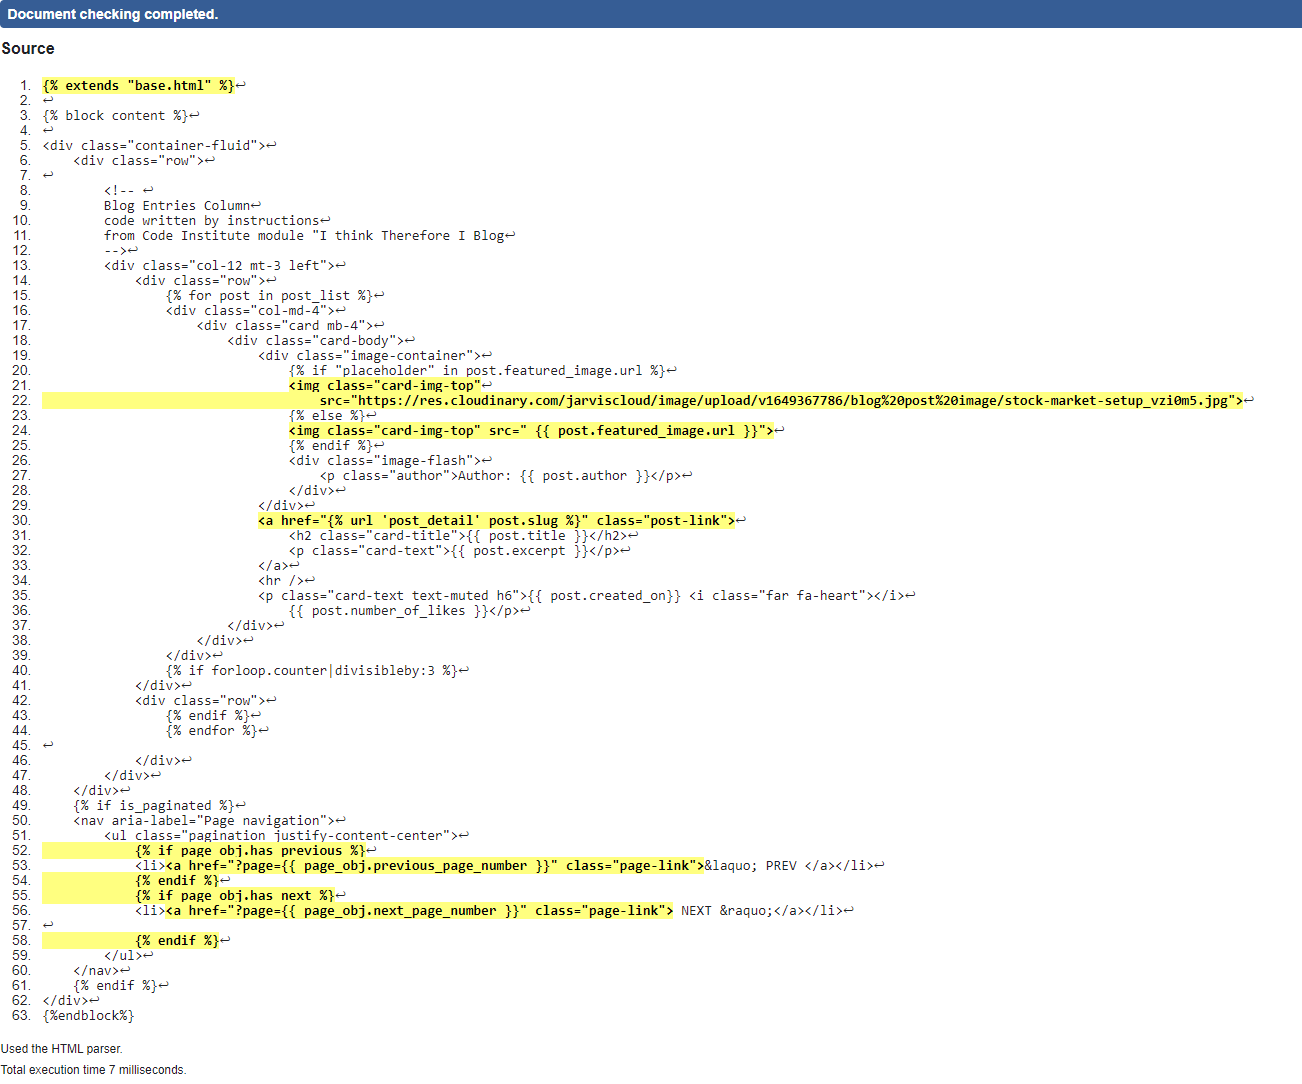 Document checking completed.
Source
1. {% extends "base.html" %}↩
2. ↩
3. {% block content %}↩
4. ↩
5. <div class="container-fluid">↩
6.     <div class="row">↩
7. ↩
8.         <!-- ↩
9.         Blog Entries Column↩
10.         code written by instructions↩
11.         from Code Institute module "I think Therefore I Blog↩
12.         -->↩
13.         <div class="col-12 mt-3 left">↩
14.             <div class="row">↩
15.                 {% for post in post_list %}↩
16.                 <div class="col-md-4">↩
17.                     <div class="card mb-4">↩
18.                         <div class="card-body">↩
19.                             <div class="image-container">↩
20.                                 {% if "placeholder" in post.featured_image.url %}↩
21.                                 <img class="card-img-top"↩
22.                                     src="https://res.cloudinary.com/jarviscloud/image/upload/v1649367786/blog%20post%20image/stock-market-setup_vzi0m5.jpg">↩
23.                                 {% else %}↩
24.                                 <img class="card-img-top" src=" {{ post.featured_image.url }}">↩
25.                                 {% endif %}↩
26.                                 <div class="image-flash">↩
27.                                     <p class="author">Author: {{ post.author }}</p>↩
28.                                 </div>↩
29.                             </div>↩
30.                             <a href="{% url 'post_detail' post.slug %}" class="post-link">↩
31.                                 <h2 class="card-title">{{ post.title }}</h2>↩
32.                                 <p class="card-text">{{ post.excerpt }}</p>↩
33.                             </a>↩
34.                             <hr />↩
35.                             <p class="card-text text-muted h6">{{ post.created_on}} <i class="far fa-heart"></i>↩
36.                                 {{ post.number_of_likes }}</p>↩
37.                         </div>↩
38.                     </div>↩
39.                 </div>↩
40.                 {% if forloop.counter|divisibleby:3 %}↩
41.             </div>↩
42.             <div class="row">↩
43.                 {% endif %}↩
44.                 {% endfor %}↩
45. ↩
46.             </div>↩
47.         </div>↩
48.     </div>↩
49.     {% if is_paginated %}↩
50.     <nav aria-label="Page navigation">↩
51.         <ul class="pagination justify-content-center">↩
52.             {% if page_obj.has_previous %}↩
53.             <li><a href="?page={{ page_obj.previous_page_number }}" class="page-link">&laquo; PREV </a></li>↩
54.             {% endif %}↩
55.             {% if page_obj.has_next %}↩
56.             <li><a href="?page={{ page_obj.next_page_number }}" class="page-link"> NEXT &raquo;</a></li>↩
57. ↩
58.             {% endif %}↩
59.         </ul>↩
60.     </nav>↩
61.     {% endif %}↩
62. </div>↩
63. {%endblock%}
Used the HTML parser.
Total execution time 7 milliseconds.